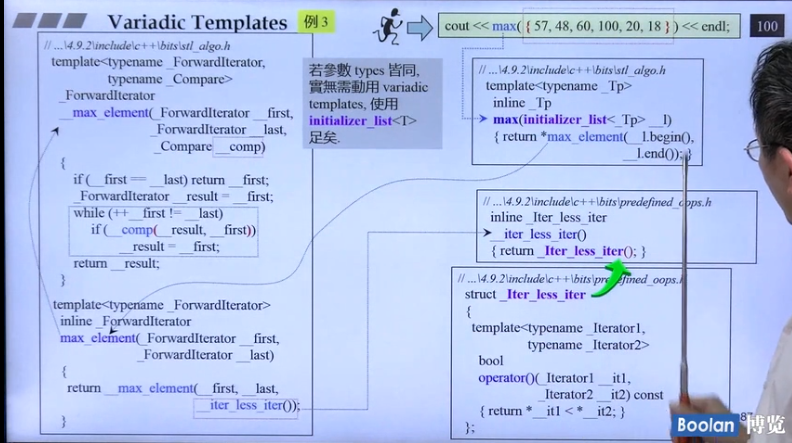 Variadic Templates
例 3
cout << max( { 57, 48, 60, 100, 20, 18 } ) << endl;
100
// ...\4.9.2\include\c++\bits\stl_algo.h
template<typename _ForwardIterator,
typename _Compare>
_ForwardIterator
__max_element(_ForwardIterator __first,
_ForwardIterator __last,
_Compare __comp)
{
if (__first == __last) return __first;
_ForwardIterator __result = __first;
while (++__first != __last)
if (__comp(__result, __first))
__result = __first;
return __result;
}
template<typename _ForwardIterator>
inline _ForwardIterator
max_element(_ForwardIterator __first,
_ForwardIterator __last)
{
return __max_element(__first, __last,
__iter_less_iter());
}
若參數 types 皆同,
實無需動用 variadic
templates, 使用
initializer_list<T>
足矣.
// ...\4.9.2\include\c++\bits\stl_algo.h
template<typename _Tp>
inline _Tp
max(initializer_list<_Tp> __l)
{ return *max_element(__l.begin(),
__l.end()); }
// ...\4.9.2\include\c++\bits\predefined_oops.h
inline _Iter_less_iter
__iter_less_iter()
{ return _Iter_less_iter(); }
// ...\4.9.2\include\c++\bits\predefined_oops.h
struct _Iter_less_iter
{
template<typename _Iterator1,
typename _Iterator2>
bool
operator()(_Iterator1 __it1,
_Iterator2 __it2) const
{ return *__it1 < *__it2; }
};
87
Boolan 博览